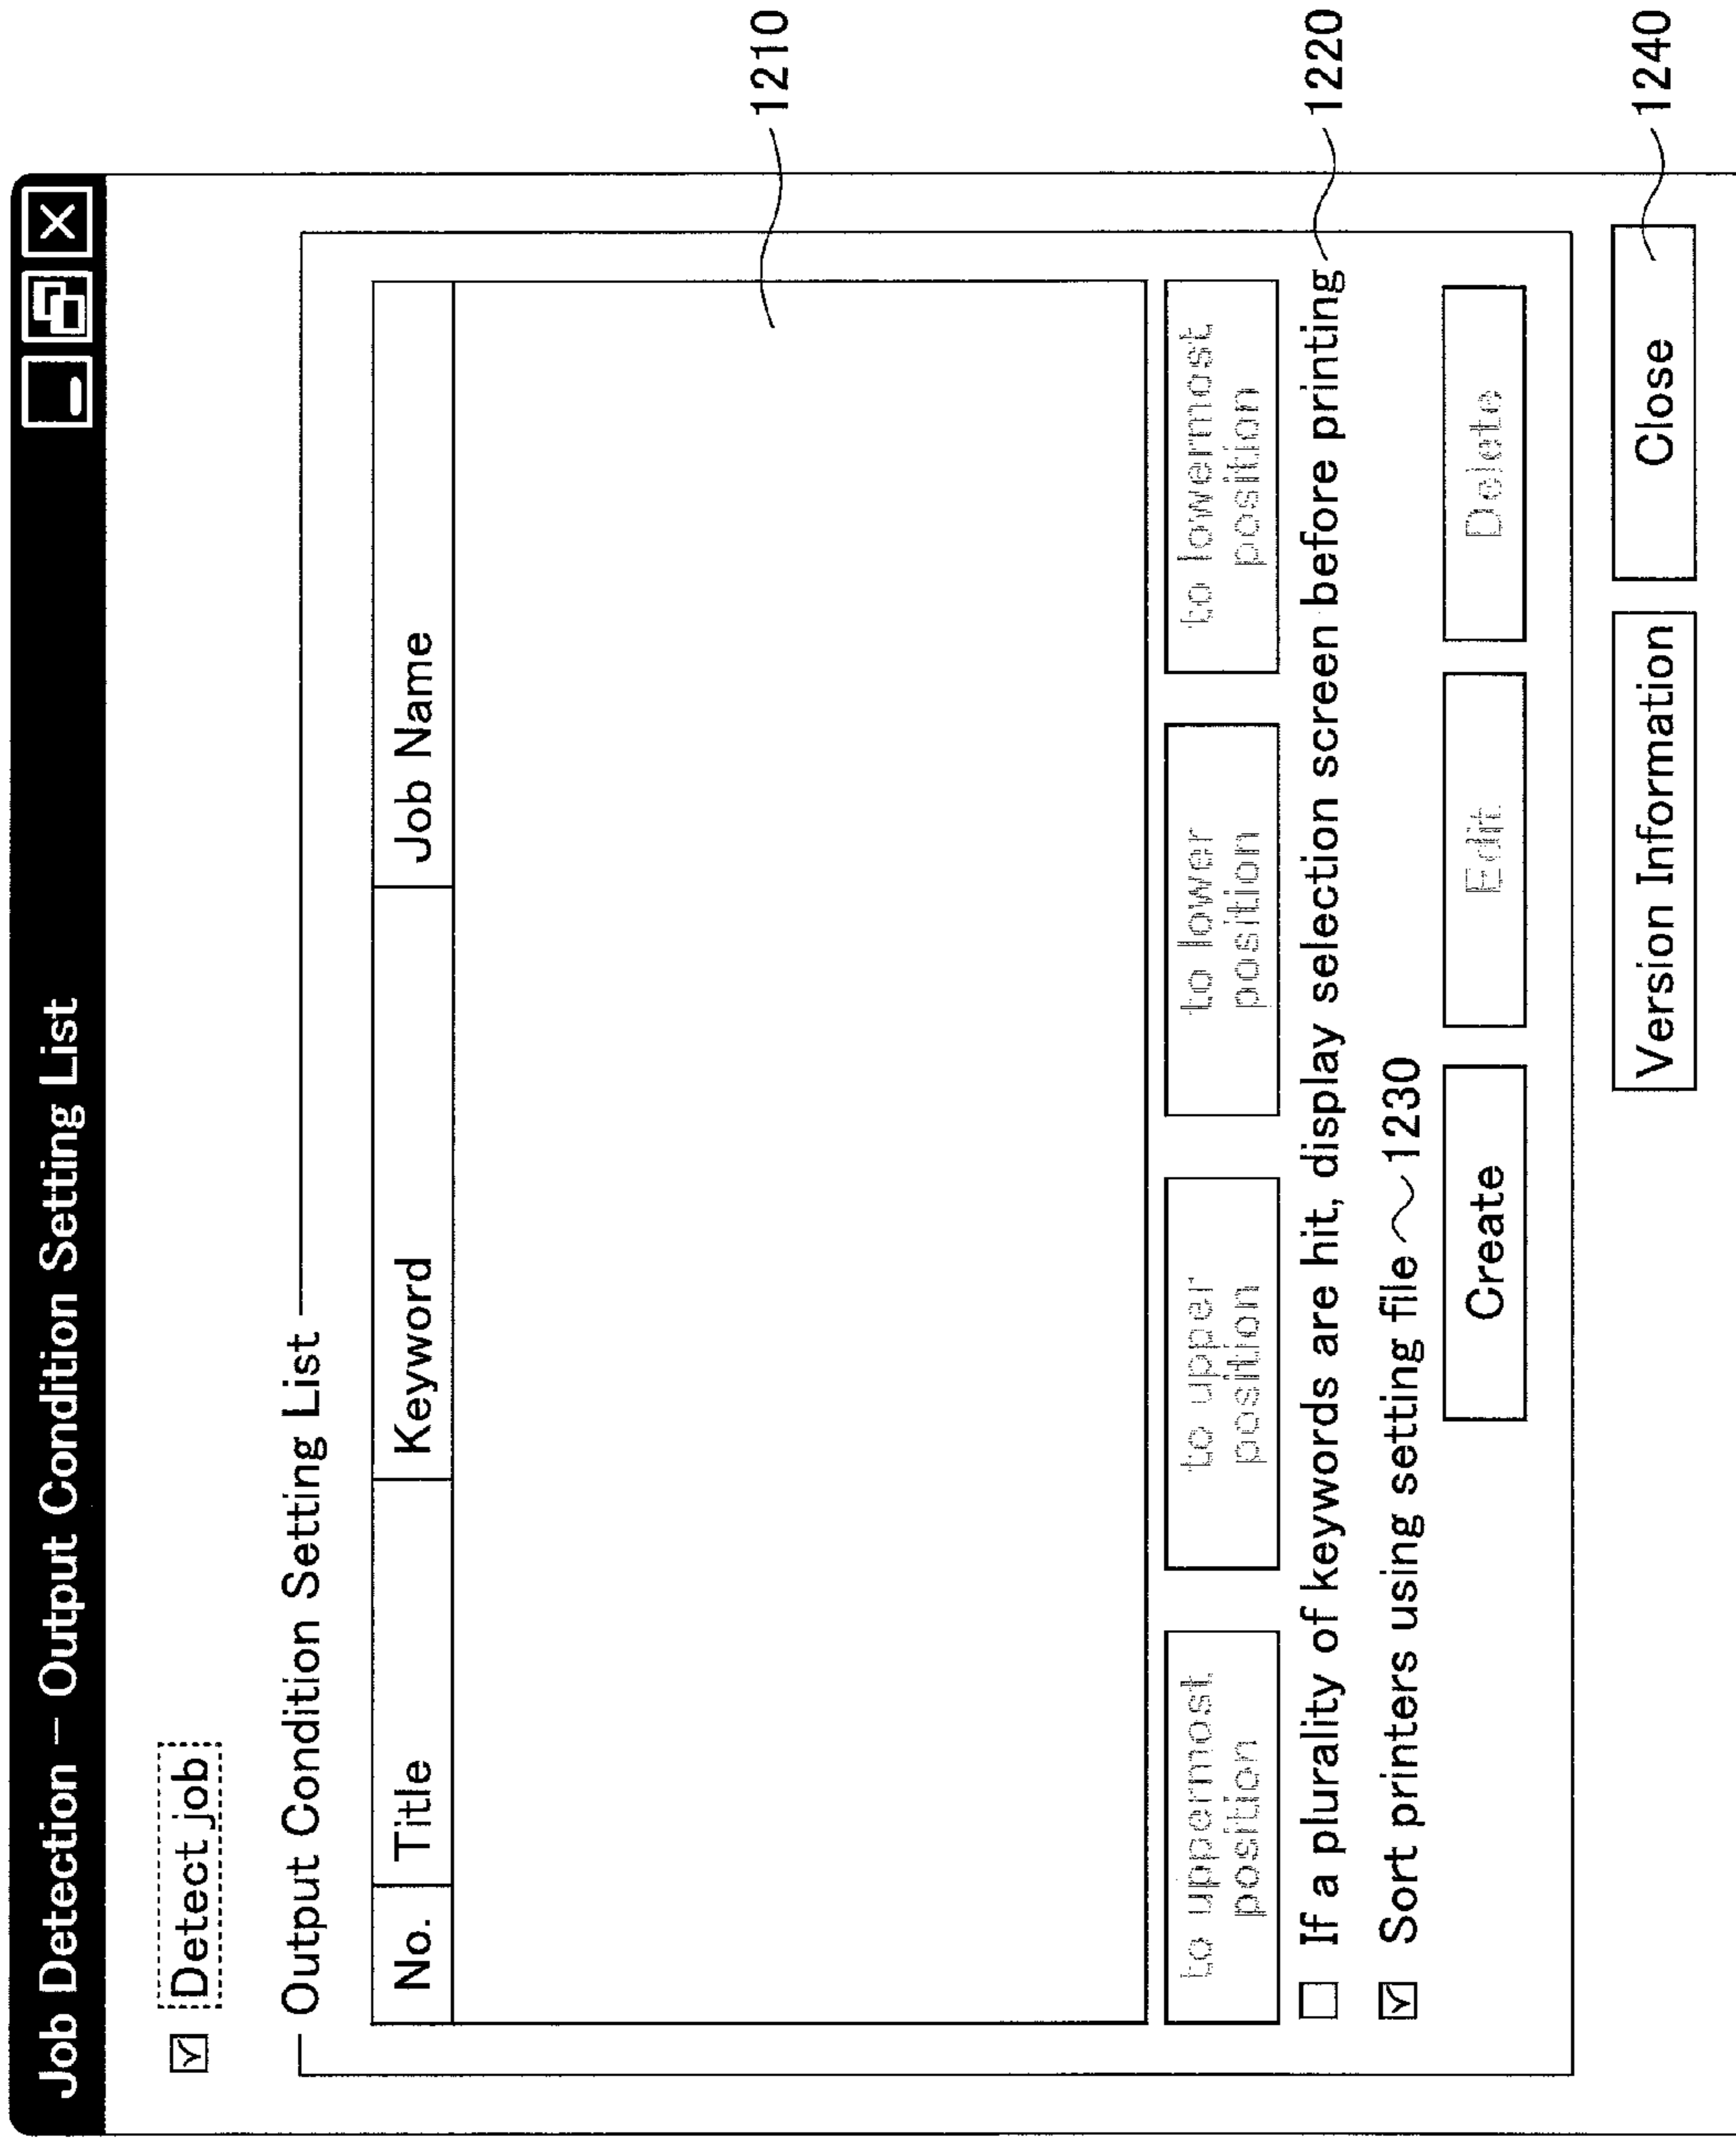 Job Detection – Output Condition Setting List
Detect job
Output Condition Setting List
No. Title Keyword Job Name
1210
to uppermost position to upper position to lower position to lowermost position
If a plurality of keywords are hit, display selection screen before printing 1220
Sort printers using setting file 1230
Create Edit Delete
Version Information Close 1240